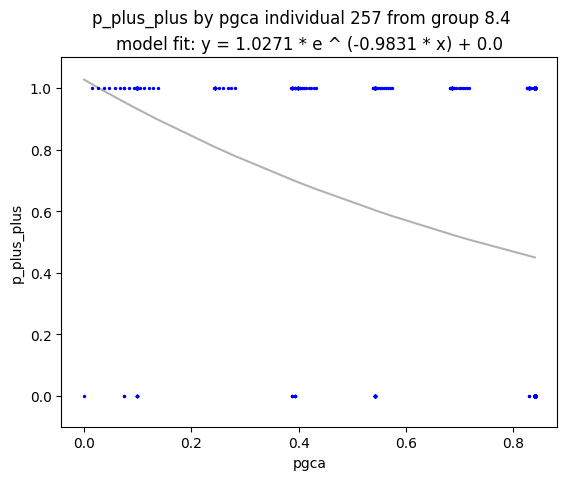 p_plus_plus by pgca individual 257 from group 8.4
model fit: y = 1.0271 * e ^ (-0.9831 * x) + 0.0
1.0
0.8
0.6
0.4
0.2
0.0
p_plus_plus
0.0 0.2 0.4 0.6 0.8
pgca